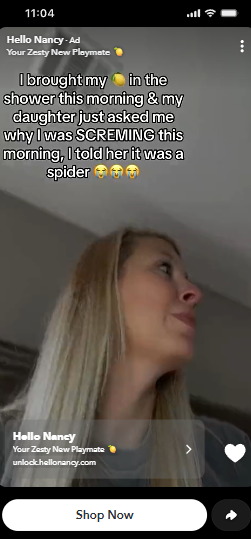 11:04
Hello Nancy · Ad
Your Zesty New Playmate 🍋
I brought my 🍋 in the
shower this morning & my
daughter just asked me
why I was SCREMING this
morning, I told her it was a
spider 😭😭😭
Hello Nancy
Your Zesty New Playmate 🍋
unlock.hellonancy.com
Shop Now